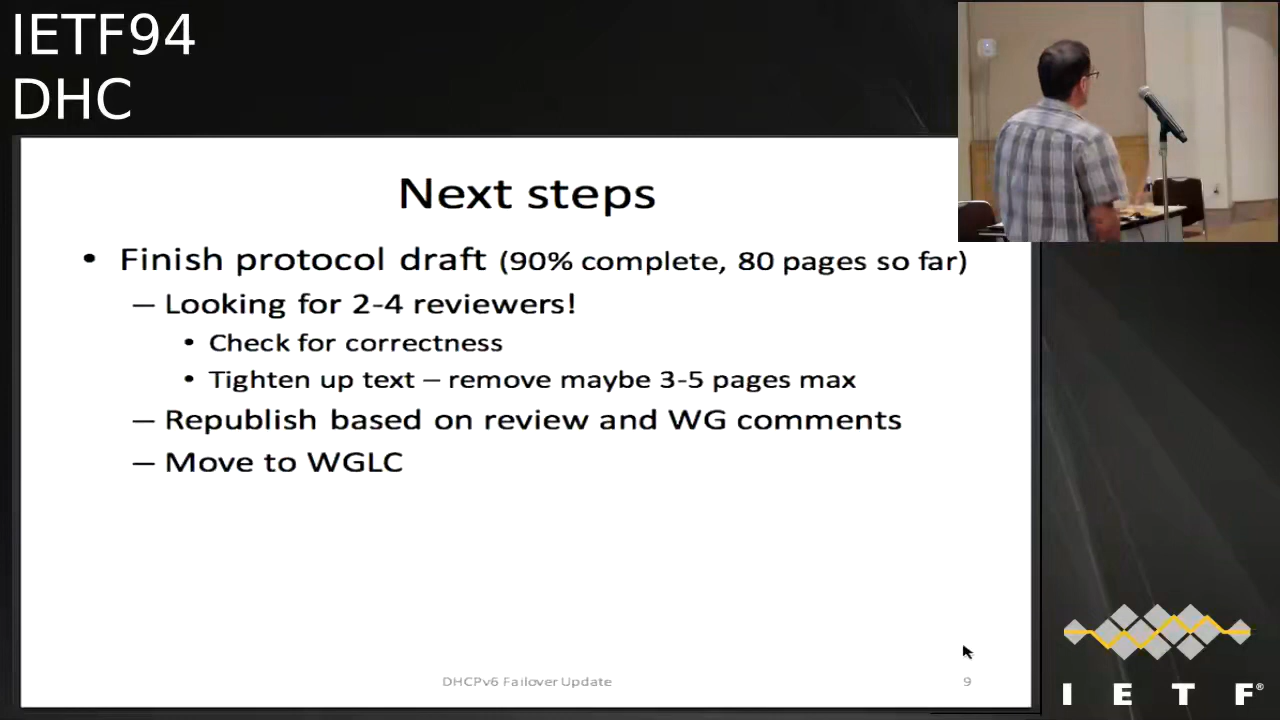 IETF94
DHC
Next steps
• Finish protocol draft (90% complete, 80 pages so far)
– Looking for 2-4 reviewers!
• Check for correctness
• Tighten up text – remove maybe 3-5 pages max
– Republish based on review and WG comments
– Move to WGLC
DHCPv6 Failover Update
9
I E T F®